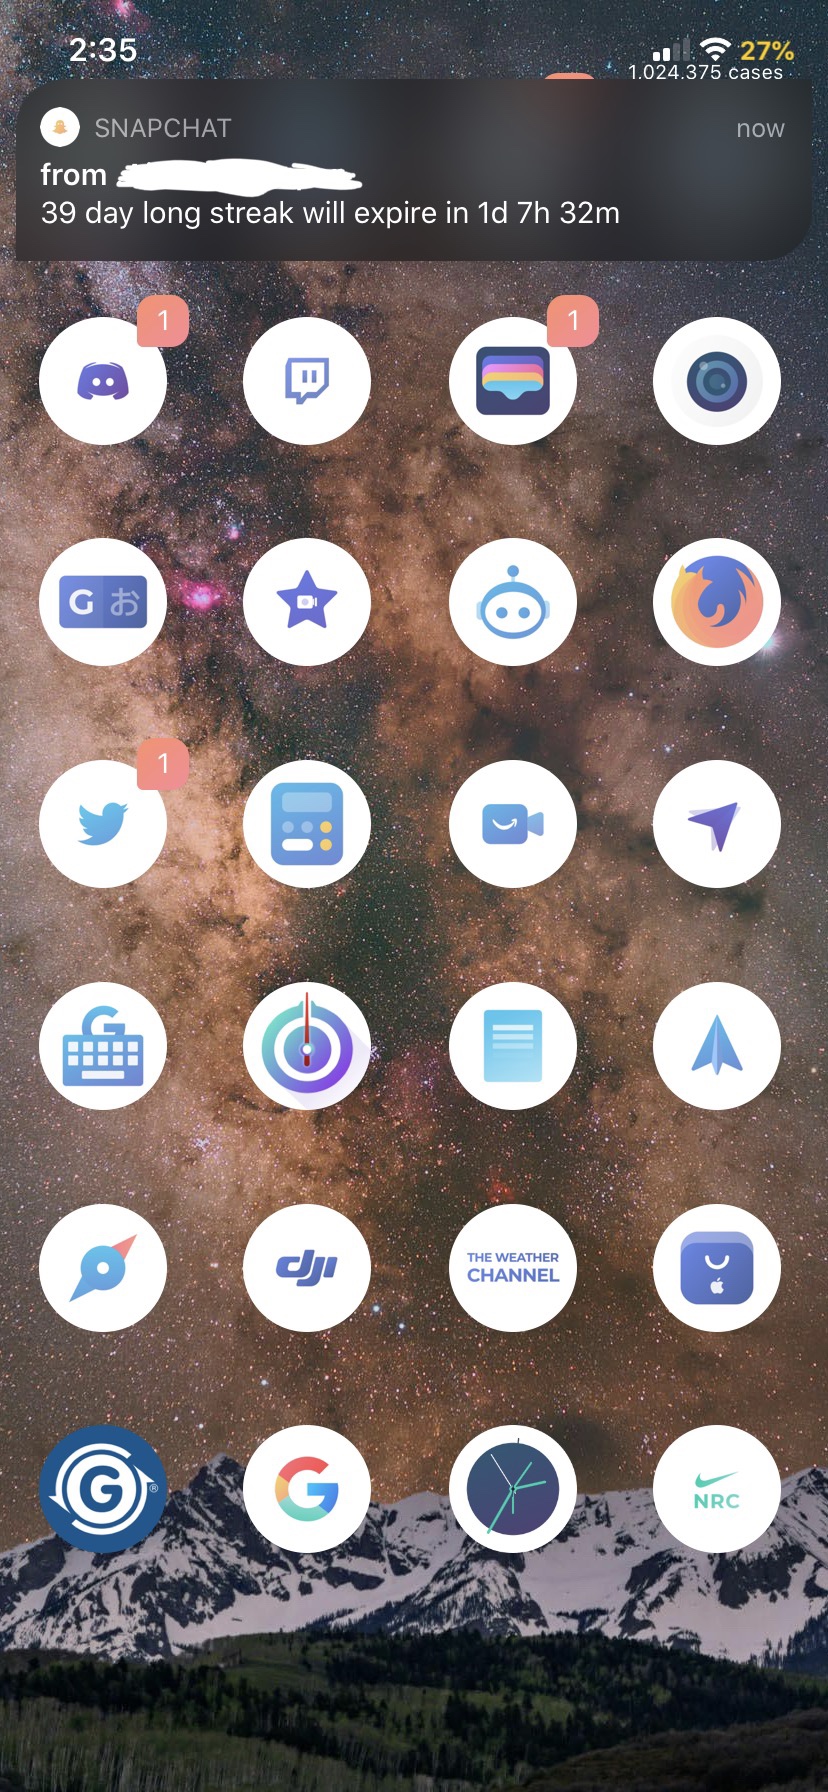 2:35
27%
1.024.375 cases
SNAPCHAT
now
from
39 day long streak will expire in 1d 7h 32m
1
1
G お
1
G
dji
THE WEATHER
CHANNEL
G ®
G
NRC